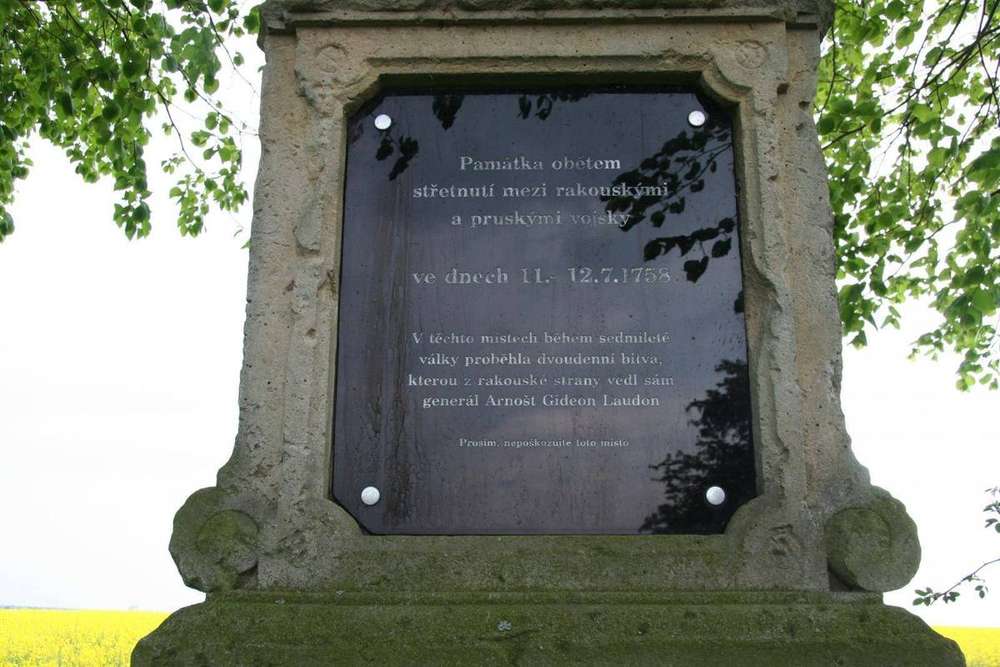 Památka obětem
střetnutí mezi rakouskými
a pruskými vojsky
ve dnech 11.- 12.7.1758
V těchto místech během sedmileté
války proběhla dvoudenní bitva,
kterou z rakouské strany vedl sám
generál Arnošt Gideon Laudon
Prosím, nepoškozujte toto místo